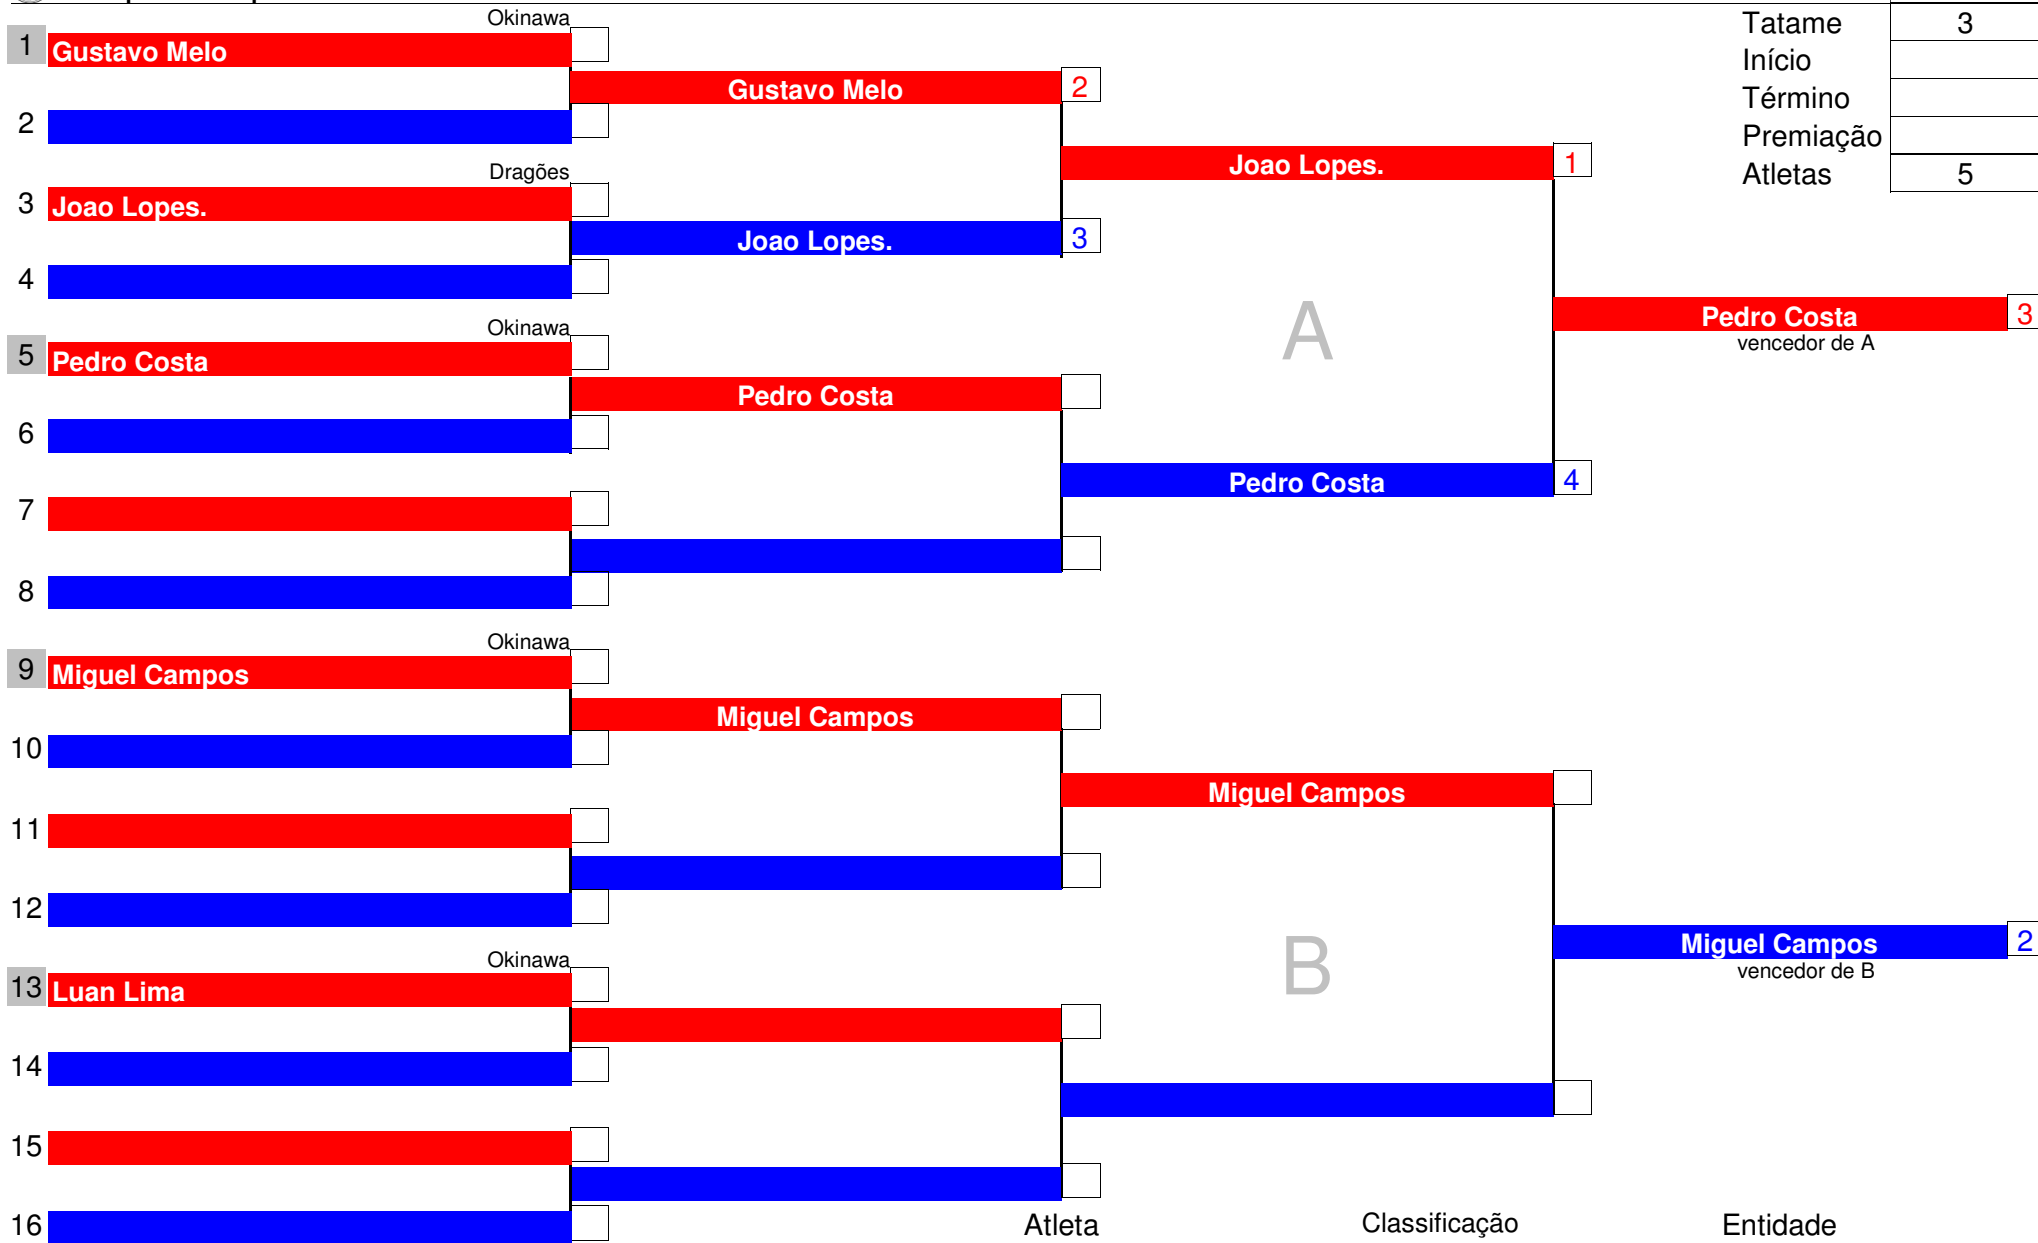 Okinawa
Tatame 3
1 Gustavo Melo
Início
Gustavo Melo 2
Término
2
Premiação
Joao Lopes. 1
Dragões
Atletas 5
3 Joao Lopes.
Joao Lopes. 3
4
Pedro Costa 3
Okinawa
A
vencedor de A
5 Pedro Costa
Pedro Costa
6
Pedro Costa 4
7
8
Okinawa
9 Miguel Campos
Miguel Campos
10
Miguel Campos
11
12
Miguel Campos 2
Okinawa
B
vencedor de B
13 Luan Lima
14
15
16
Atleta Classificação Entidade